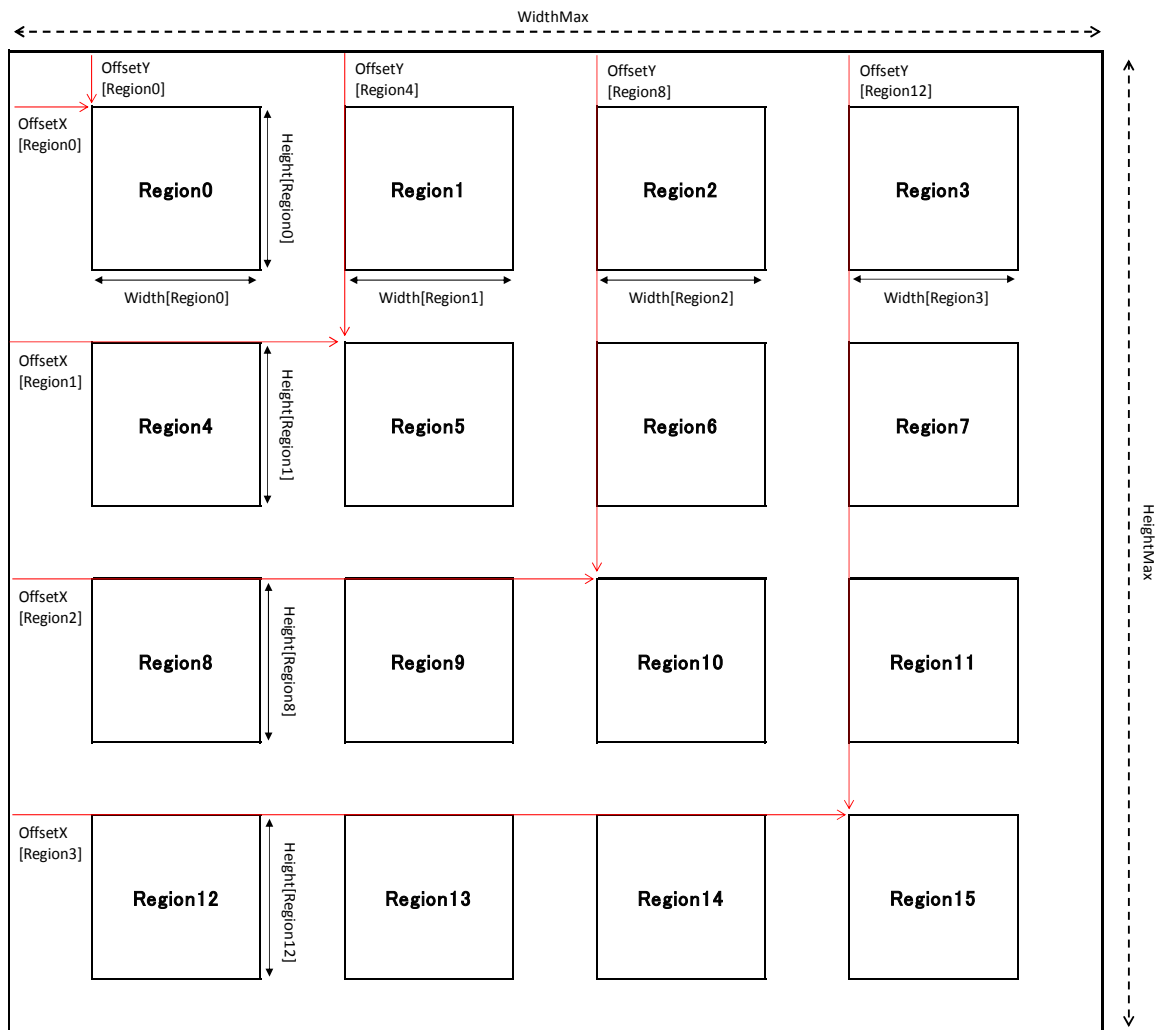 WidthMax
OffsetY
[Region0]
OffsetY
[Region4]
OffsetY
[Region8]
OffsetY
[Region12]
OffsetX
[Region0]
Region0
Height[Region0]
Region1
Region2
Region3
Width[Region0]
Width[Region1]
Width[Region2]
Width[Region3]
OffsetX
[Region1]
Region4
Height[Region1]
Region5
Region6
Region7
HeightMax
OffsetX
[Region2]
Region8
Height[Region8]
Region9
Region10
Region11
OffsetX
[Region3]
Region12
Height[Region12]
Region13
Region14
Region15